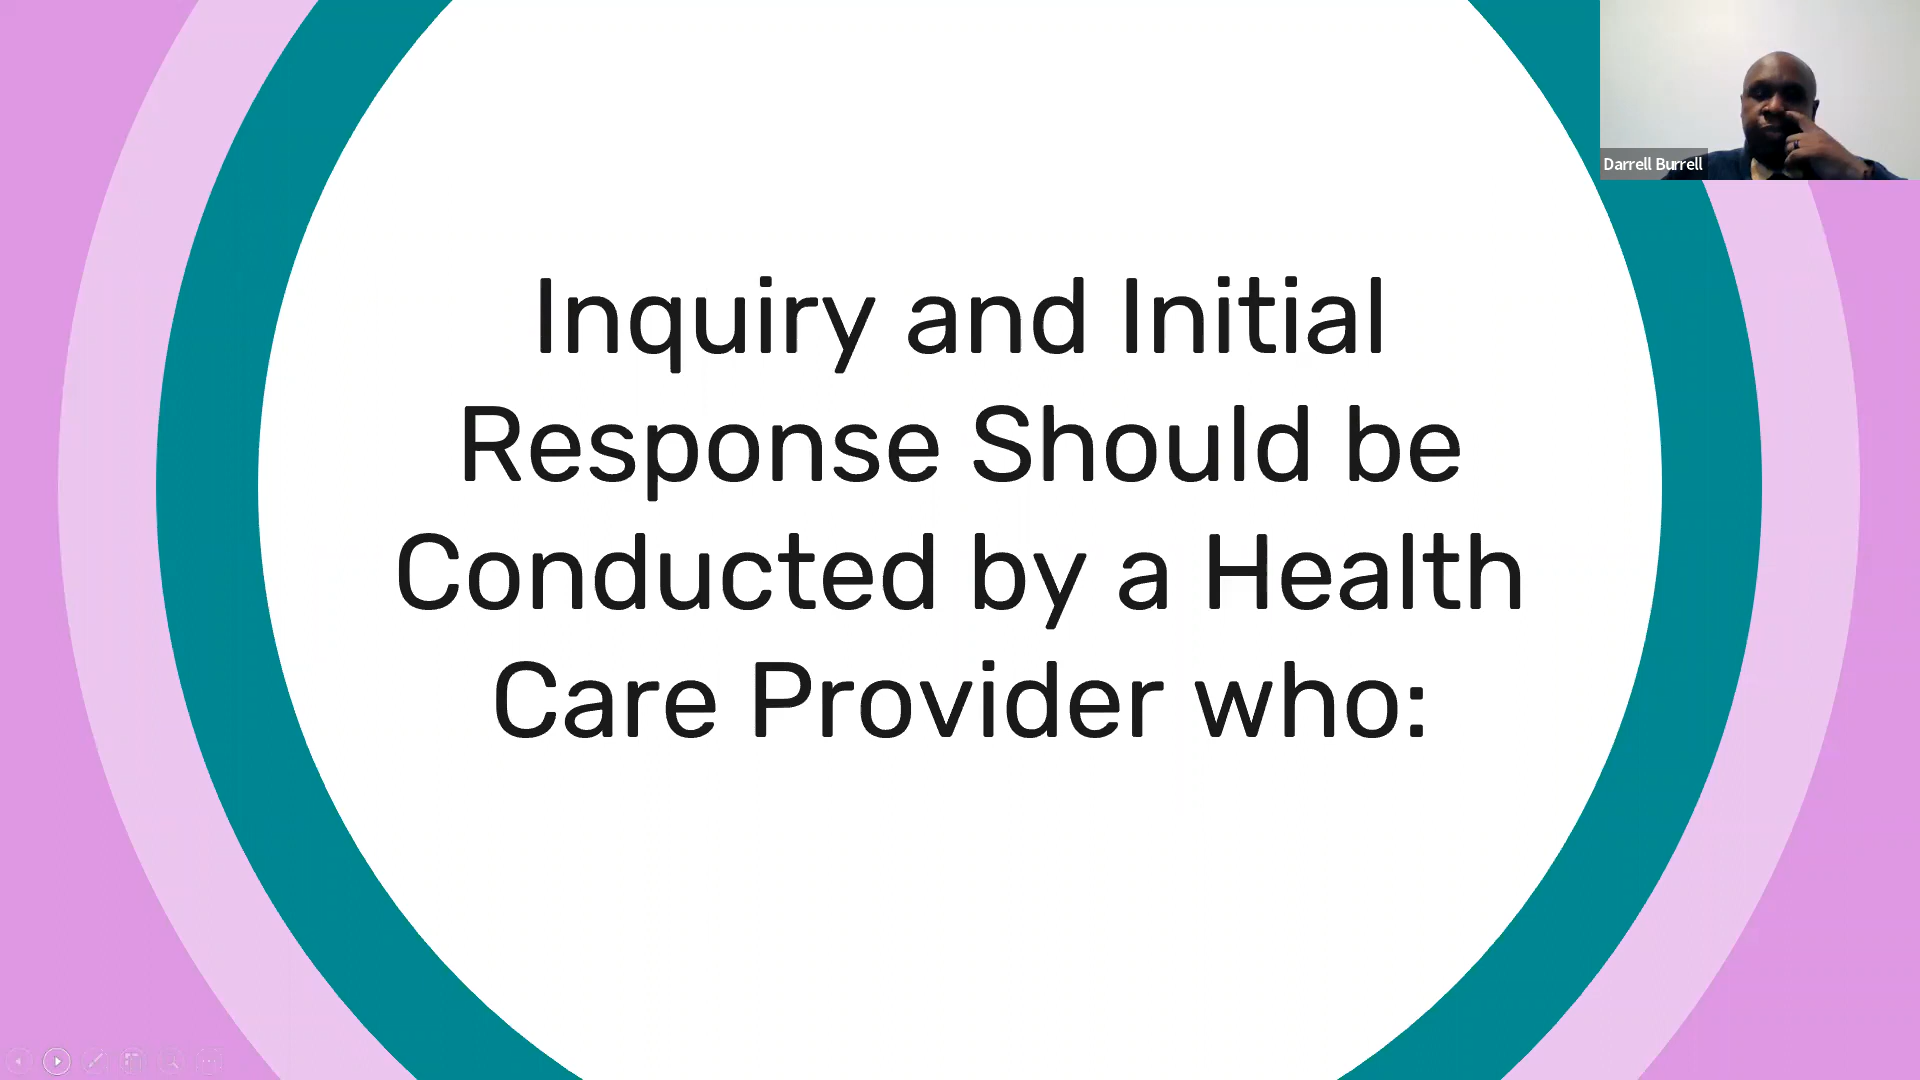 Darrell Burrell
Inquiry and Initial
Response Should be
Conducted by a Health
Care Provider who: